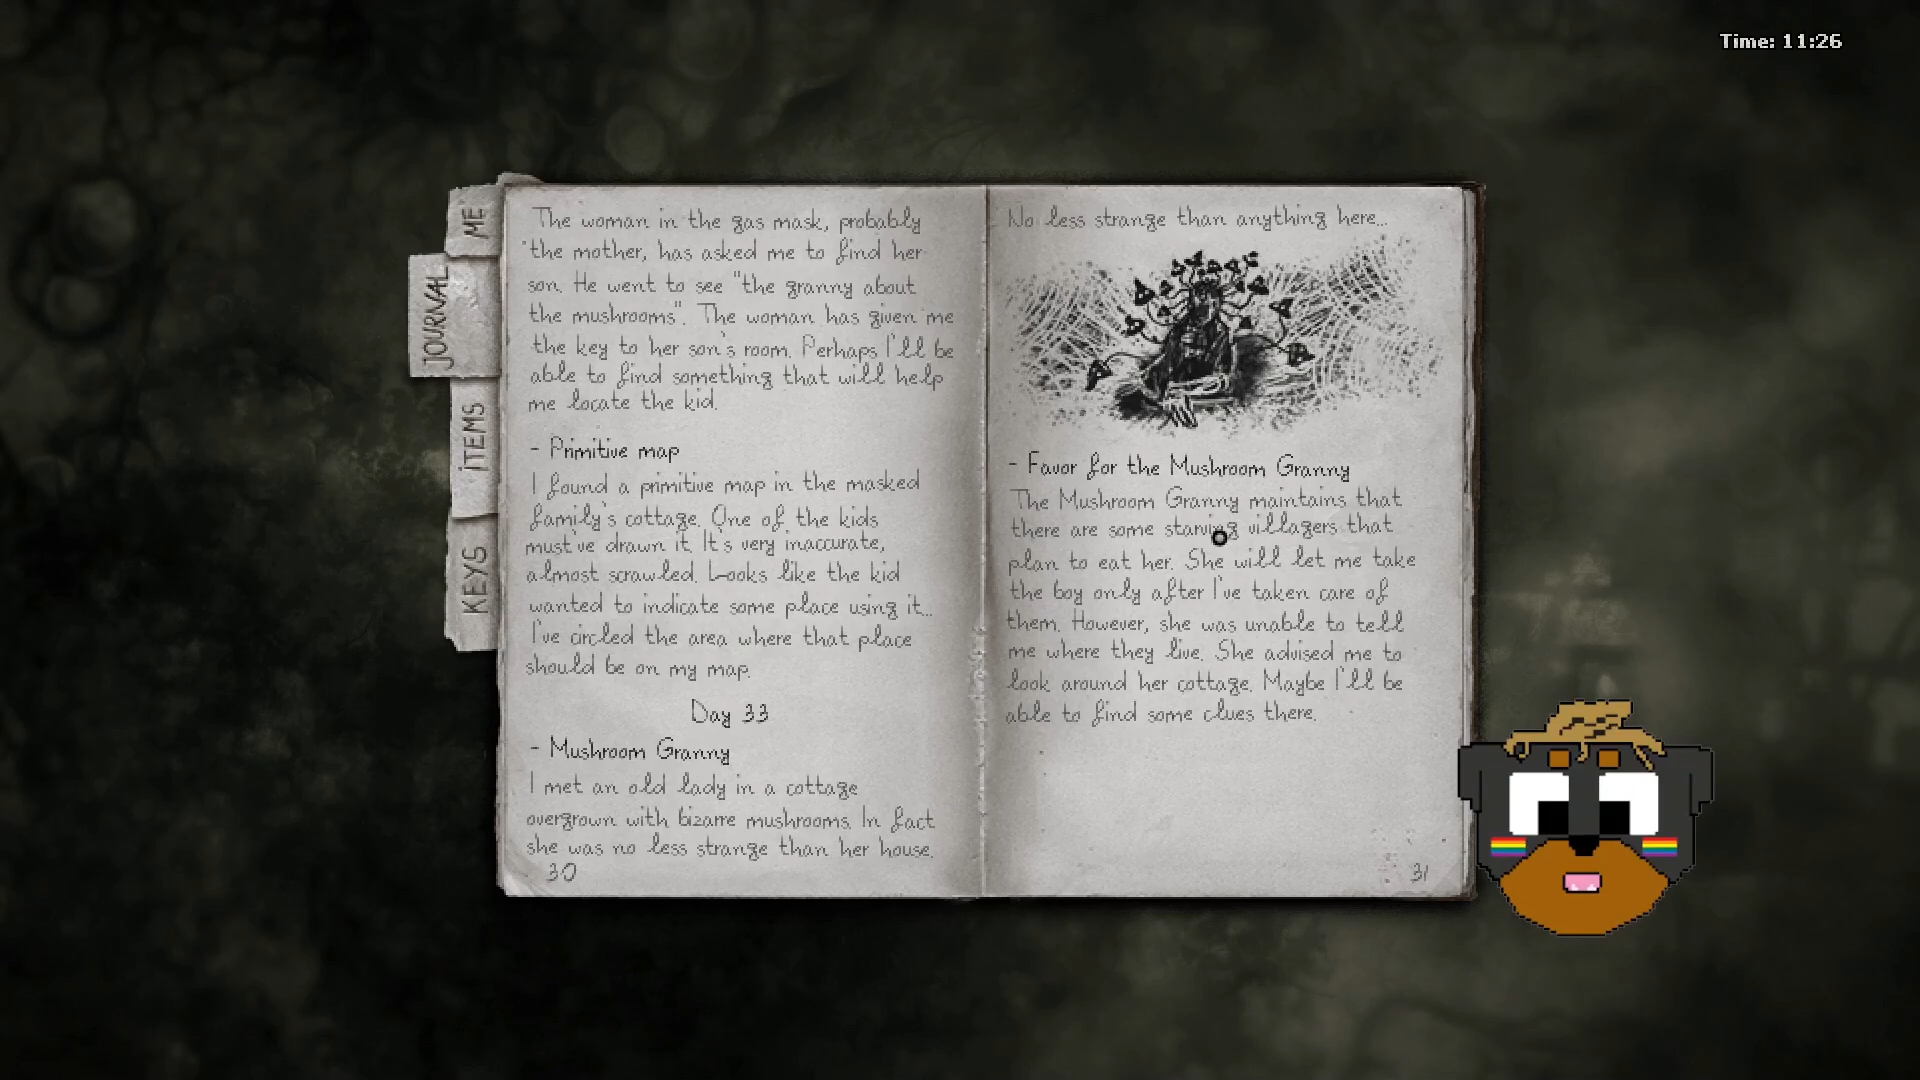 Time: 11:26
ME
JOURNAL
ITEMS
KEYS
The woman in the gas mask, probably
the mother, has asked me to find her
son. He went to see "the granny about
the mushrooms". The woman has given me
the key to her son's room. Perhaps I'll be
able to find something that will help
me locate the kid.
- Primitive map
I found a primitive map in the masked
family's cottage. One of the kids
must've drawn it. It's very inaccurate,
almost scrawled. Looks like the kid
wanted to indicate some place using it...
I've circled the area where that place
should be on my map.
Day 33
- Mushroom Granny
I met an old lady in a cottage
overgrown with bizarre mushrooms. In fact
she was no less strange than her house.
30
No less strange than anything here...
- Favor for the Mushroom Granny
The Mushroom Granny maintains that
there are some starving villagers that
plan to eat her. She will let me take
the boy only after I've taken care of
them. However, she was unable to tell
me where they live. She advised me to
look around her cottage. Maybe I'll be
able to find some clues there.
31